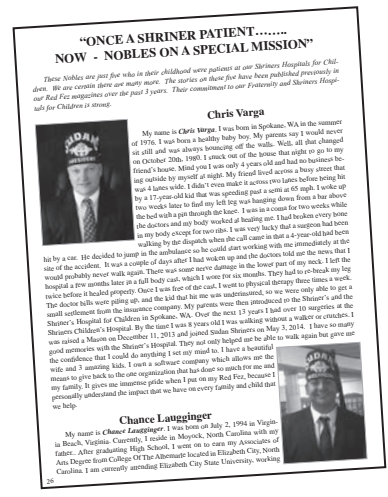 "ONCE A SHRINER PATIENT........
NOW - NOBLES ON A SPECIAL MISSION"
These Nobles are just five who in their childhood were patients at our Shriners Hospitals for Chil-
dren. We are certain there are many more. The stories on these five have been published previously in
our Red Fez magazines over the past 3 years. Their commitment to our Fraternity and Shriners Hospi-
tals for Children is strong.
Chris Varga
My name is Chris Varga. I was born in Spokane, WA in the summer
of 1976. I was born a healthy baby boy. My parents say I would never
sit still and was always bouncing off the walls. Well, all that changed
on October 20th, 1980. I snuck out of the house that night to go to my
friend's house. Mind you I was only 4 years old and had no business be-
ing outside by myself at night. My friend lived across a busy street that
was 4 lanes wide. I didn't even make it across two lanes before being hit
by a 17-year-old kid that was speeding past a semi at 65 mph. I woke up
two weeks later to find my left leg was hanging down from a bar above
the bed with a pin through the knee. I was in a coma for two weeks while
the doctors and my body worked at healing me. I had broken every bone
in my body except for two ribs. I was very lucky that a surgeon had been
walking by the dispatch when the call came in that a 4-year-old had been
hit by a car. He decided to jump in the ambulance so he could start working with me immediately at the
site of the accident. It was a couple of days after I had woken up and the doctors told me the news that I
would probably never walk again. There was some nerve damage in the lower part of my neck. I left the
hospital a few months later in a full body cast, which I wore for six months. They had to re-break my leg
twice before it healed properly. Once I was free of the cast, I went to physical therapy three times a week.
The doctor bills were piling up, and the kid that hit me was underinsured, so we were only able to get a
small settlement from the insurance company. My parents were then introduced to the Shriner's and the
Shriner's Hospital for Children in Spokane, WA. Over the next 13 years I had over 10 surgeries at the
Shriners Children's Hospital. By the time I was 8 years old I was walking without a walker or crutches. I
was raised a Mason on December 11, 2013 and joined Sudan Shriners on May 3, 2014. I have so many
good memories with the Shriner's Hospital. They not only helped me be able to walk again but gave me
the confidence that I could do anything I set my mind to. I have a beautiful
wife and 3 amazing kids. I own a software company which allows me the
means to give back to the one organization that has done so much for me and
my family. It gives me immense pride when I put on my Red Fez, because I
personally understand the impact that we have on every family and child that
we help.
Chance Laugginger
My name is Chance Laugginger. I was born on July 2, 1994 in Virgin-
ia Beach, Virginia. Currently, I reside in Moyock, North Carolina with my
father.. After graduating High School, I went on to earn my Associates of
Arts Degree from College Of The Albemarle located in Elizabeth City, North
Carolina. I am currently attending Elizabeth City State University, working
26
SUDAN